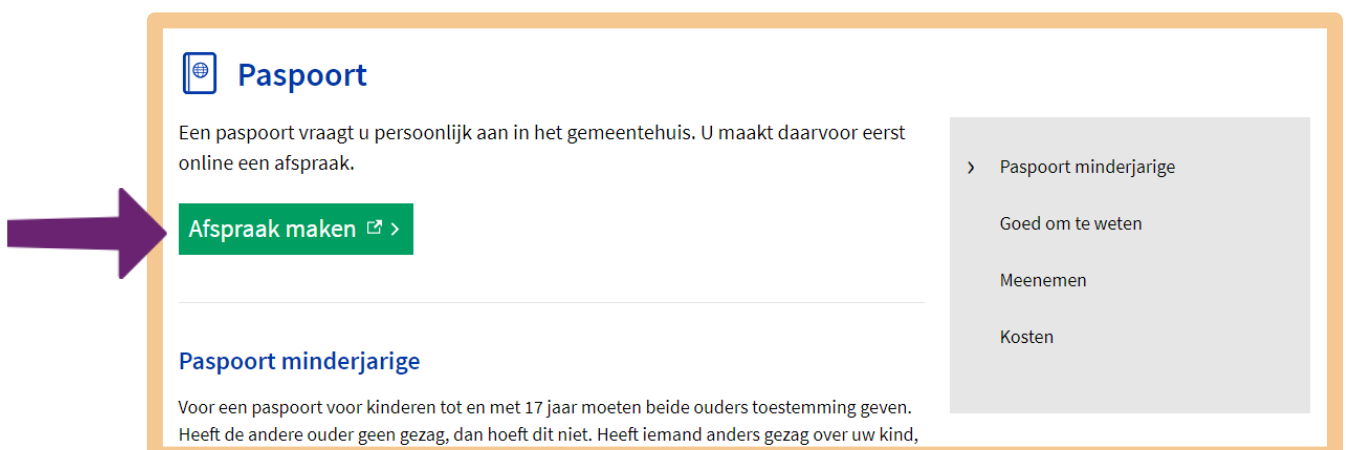 Paspoort
Een paspoort vraagt u persoonlijk aan in het gemeentehuis. U maakt daarvoor eerst
online een afspraak.
Afspraak maken
Paspoort minderjarige
Voor een paspoort voor kinderen tot en met 17 jaar moeten beide ouders toestemming geven.
Heeft de andere ouder geen gezag, dan hoeft dit niet. Heeft iemand anders gezag over uw kind,
Paspoort minderjarige
Goed om te weten
Meenemen
Kosten